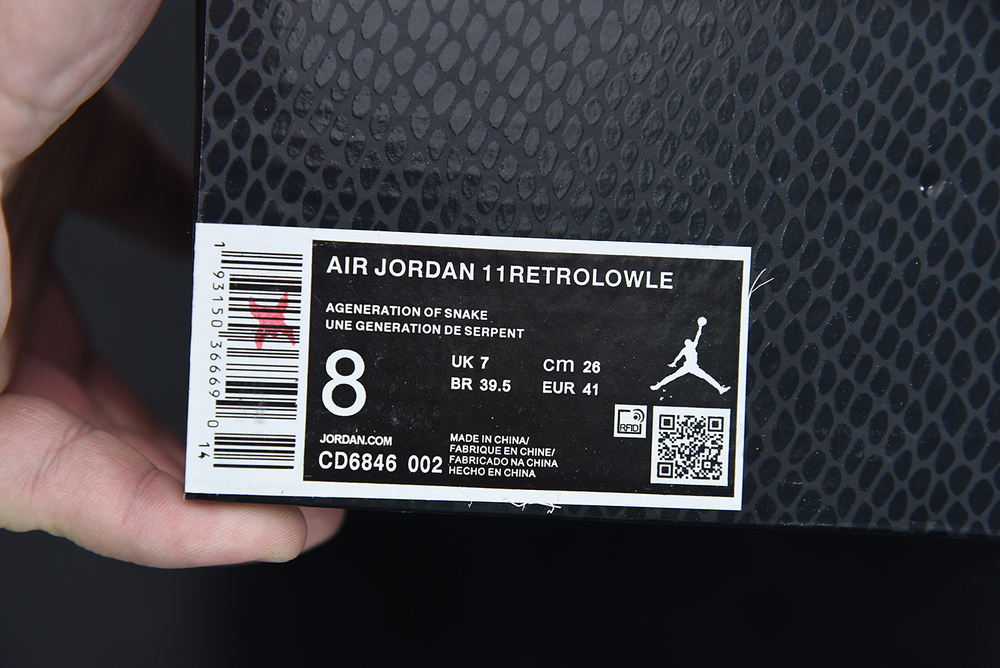 AIR JORDAN 11RETROLOWLE
AGENERATION OF SNAKE
UNE GENERATION DE SERPENT
8
UK 7
cm 26
BR 39.5
EUR 41
JORDAN.COM
CD6846 002
MADE IN CHINA/
FABRIQUE EN CHINE/
FABRICADO NA CHINA
HECHO EN CHINA
RFID
1 93150 36669 0
14